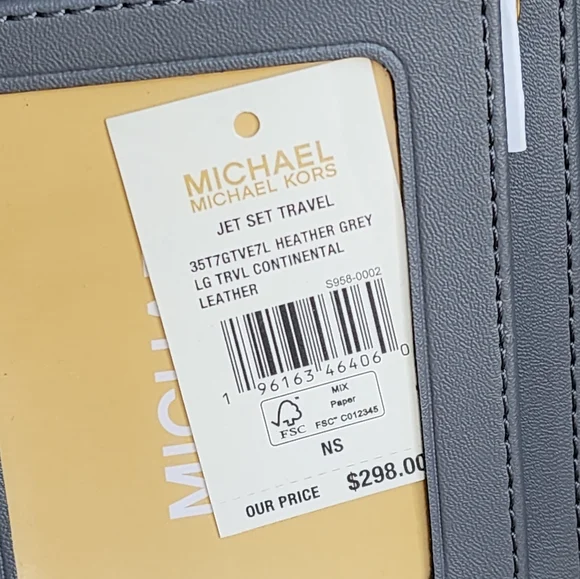 MICHAEL
MICHAEL KORS
JET SET TRAVEL
35T7GTVE7L HEATHER GREY
LG TRVL CONTINENTAL
LEATHER
S958-0002
1 96163 46406 0
MIX
Paper
FSC™ C012345
FSC
NS
OUR PRICE $298.00